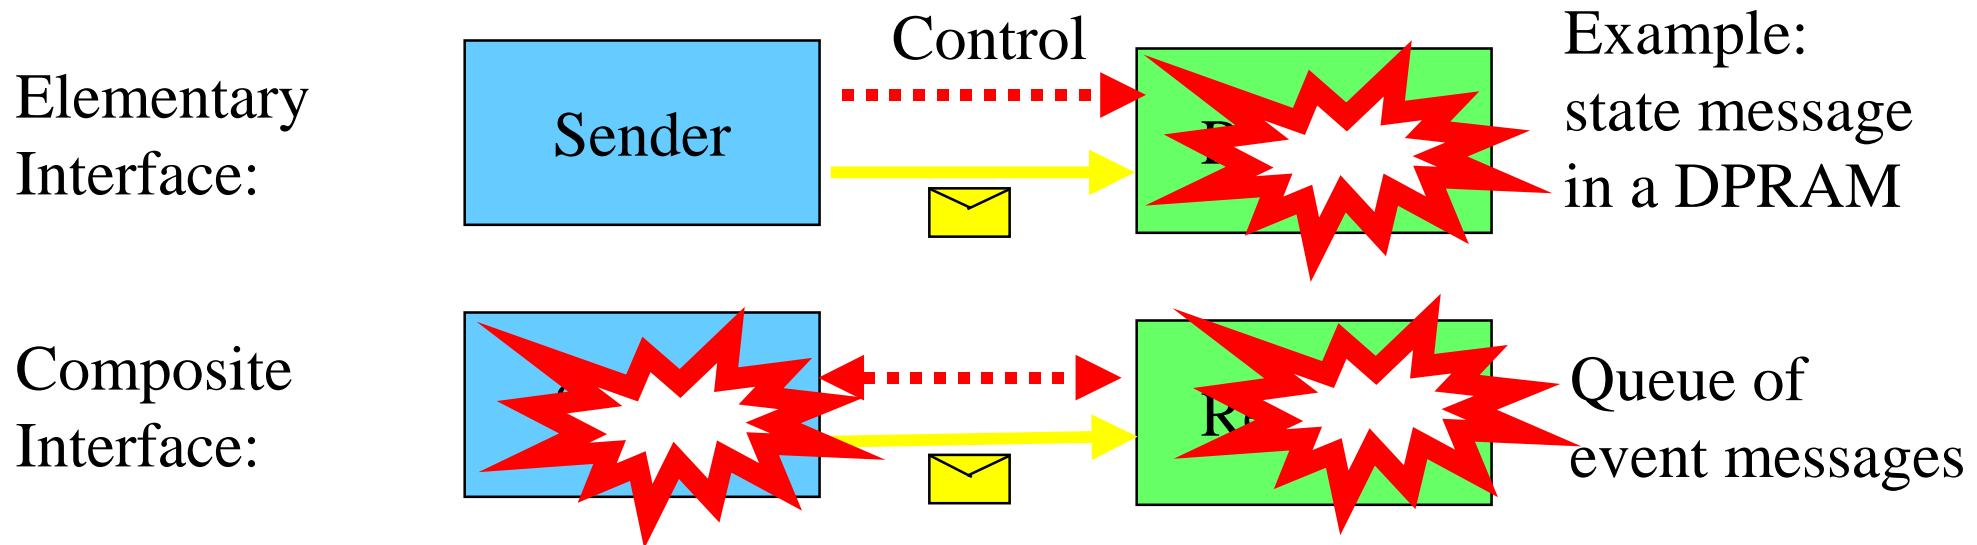 Elementary
Interface:
Sender
Control
Example:
state message
in a DPRAM
Composite
Interface:
Queue of
event messages